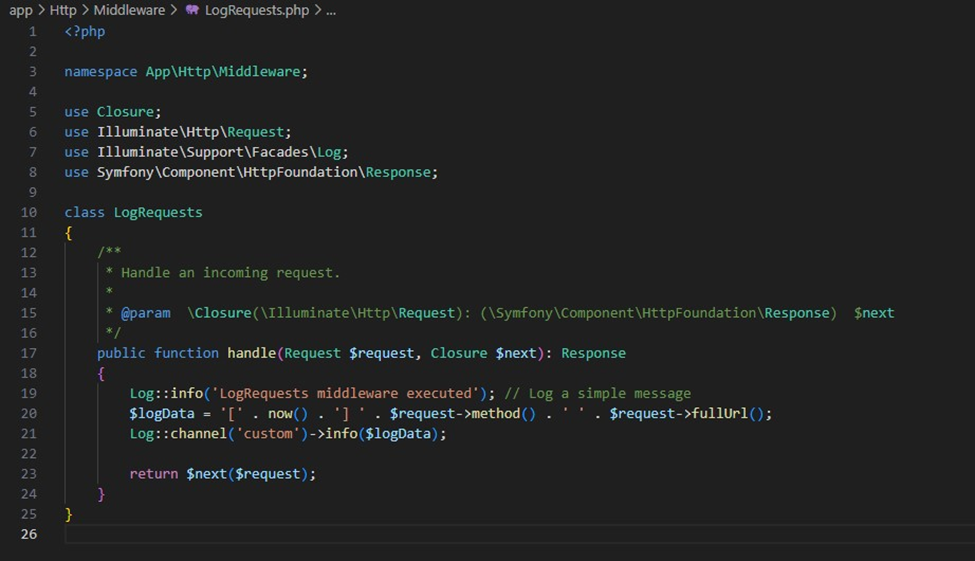 app > Http > Middleware > LogRequests.php > ...
1 <?php
2
3 namespace App\Http\Middleware;
4
5 use Closure;
6 use Illuminate\Http\Request;
7 use Illuminate\Support\Facades\Log;
8 use Symfony\Component\HttpFoundation\Response;
9
10 class LogRequests
11 {
12     /**
13      * Handle an incoming request.
14      *
15      * @param  \Closure(\Illuminate\Http\Request): (\Symfony\Component\HttpFoundation\Response)  $next
16      */
17     public function handle(Request $request, Closure $next): Response
18     {
19         Log::info('LogRequests middleware executed'); // Log a simple message
20         $logData = '[' . now() . '] ' . $request->method() . ' ' . $request->fullUrl();
21         Log::channel('custom')->info($logData);
22
23         return $next($request);
24     }
25 }
26